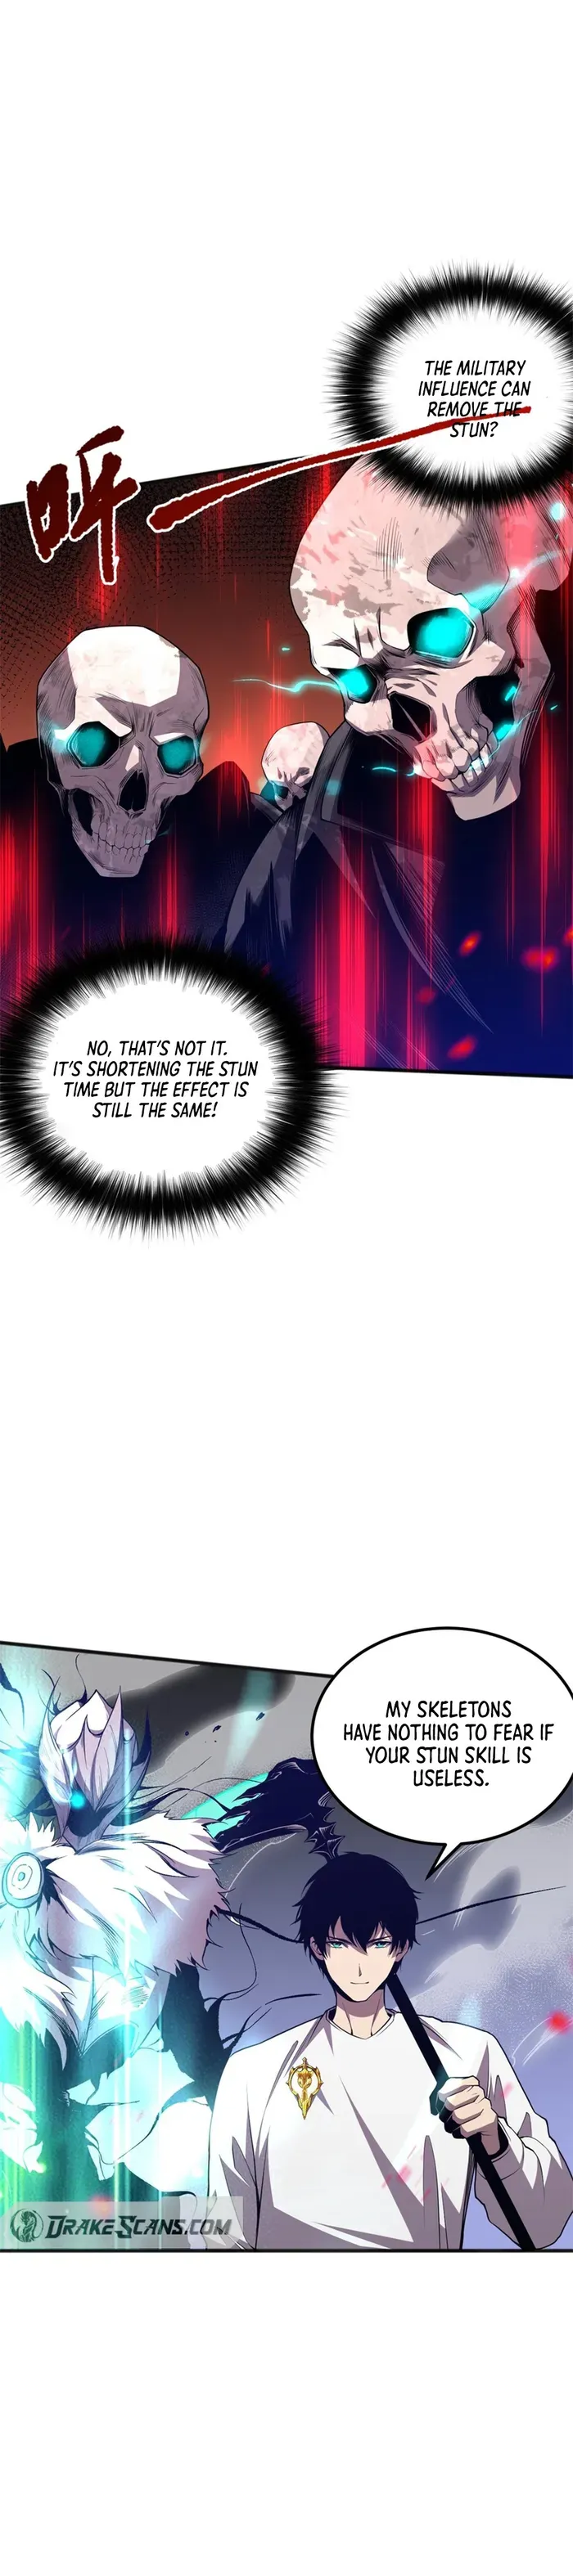 THE MILITARY
INFLUENCE CAN
REMOVE THE
STUN?
呀
NO, THAT'S NOT IT.
IT'S SHORTENING THE STUN
TIME BUT THE EFFECT IS
STILL THE SAME!
MY SKELETONS
HAVE NOTHING TO FEAR IF
YOUR STUN SKILL IS
USELESS.
DRAKESCANS.COM